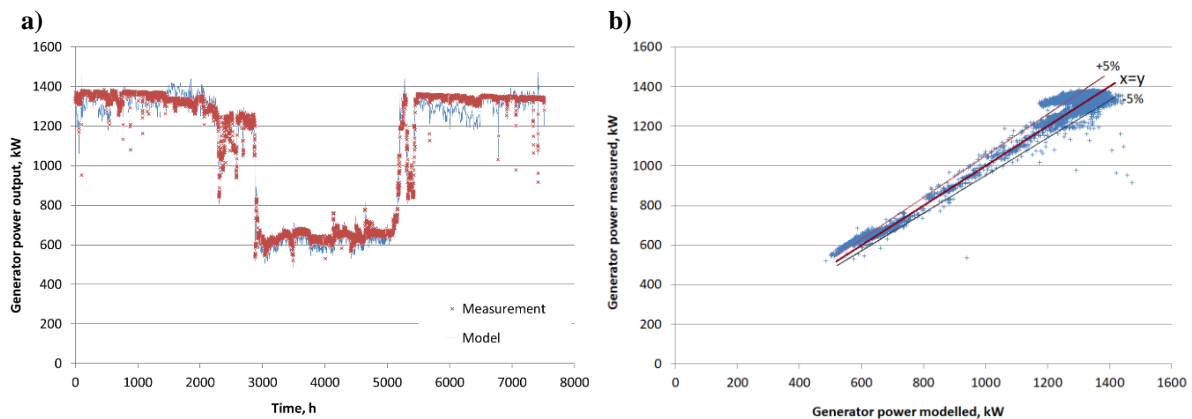 a)
Generator power output, kW
1600
1400
1200
1000
800
600
400
200
0
Measurement
Model
0 1000 2000 3000 4000 5000 6000 7000 8000
Time, h
b)
Generator power measured, kW
1600
1400
1200
1000
800
600
400
200
0
+5%
x=y
-5%
0 200 400 600 800 1000 1200 1400 1600
Generator power modelled, kW